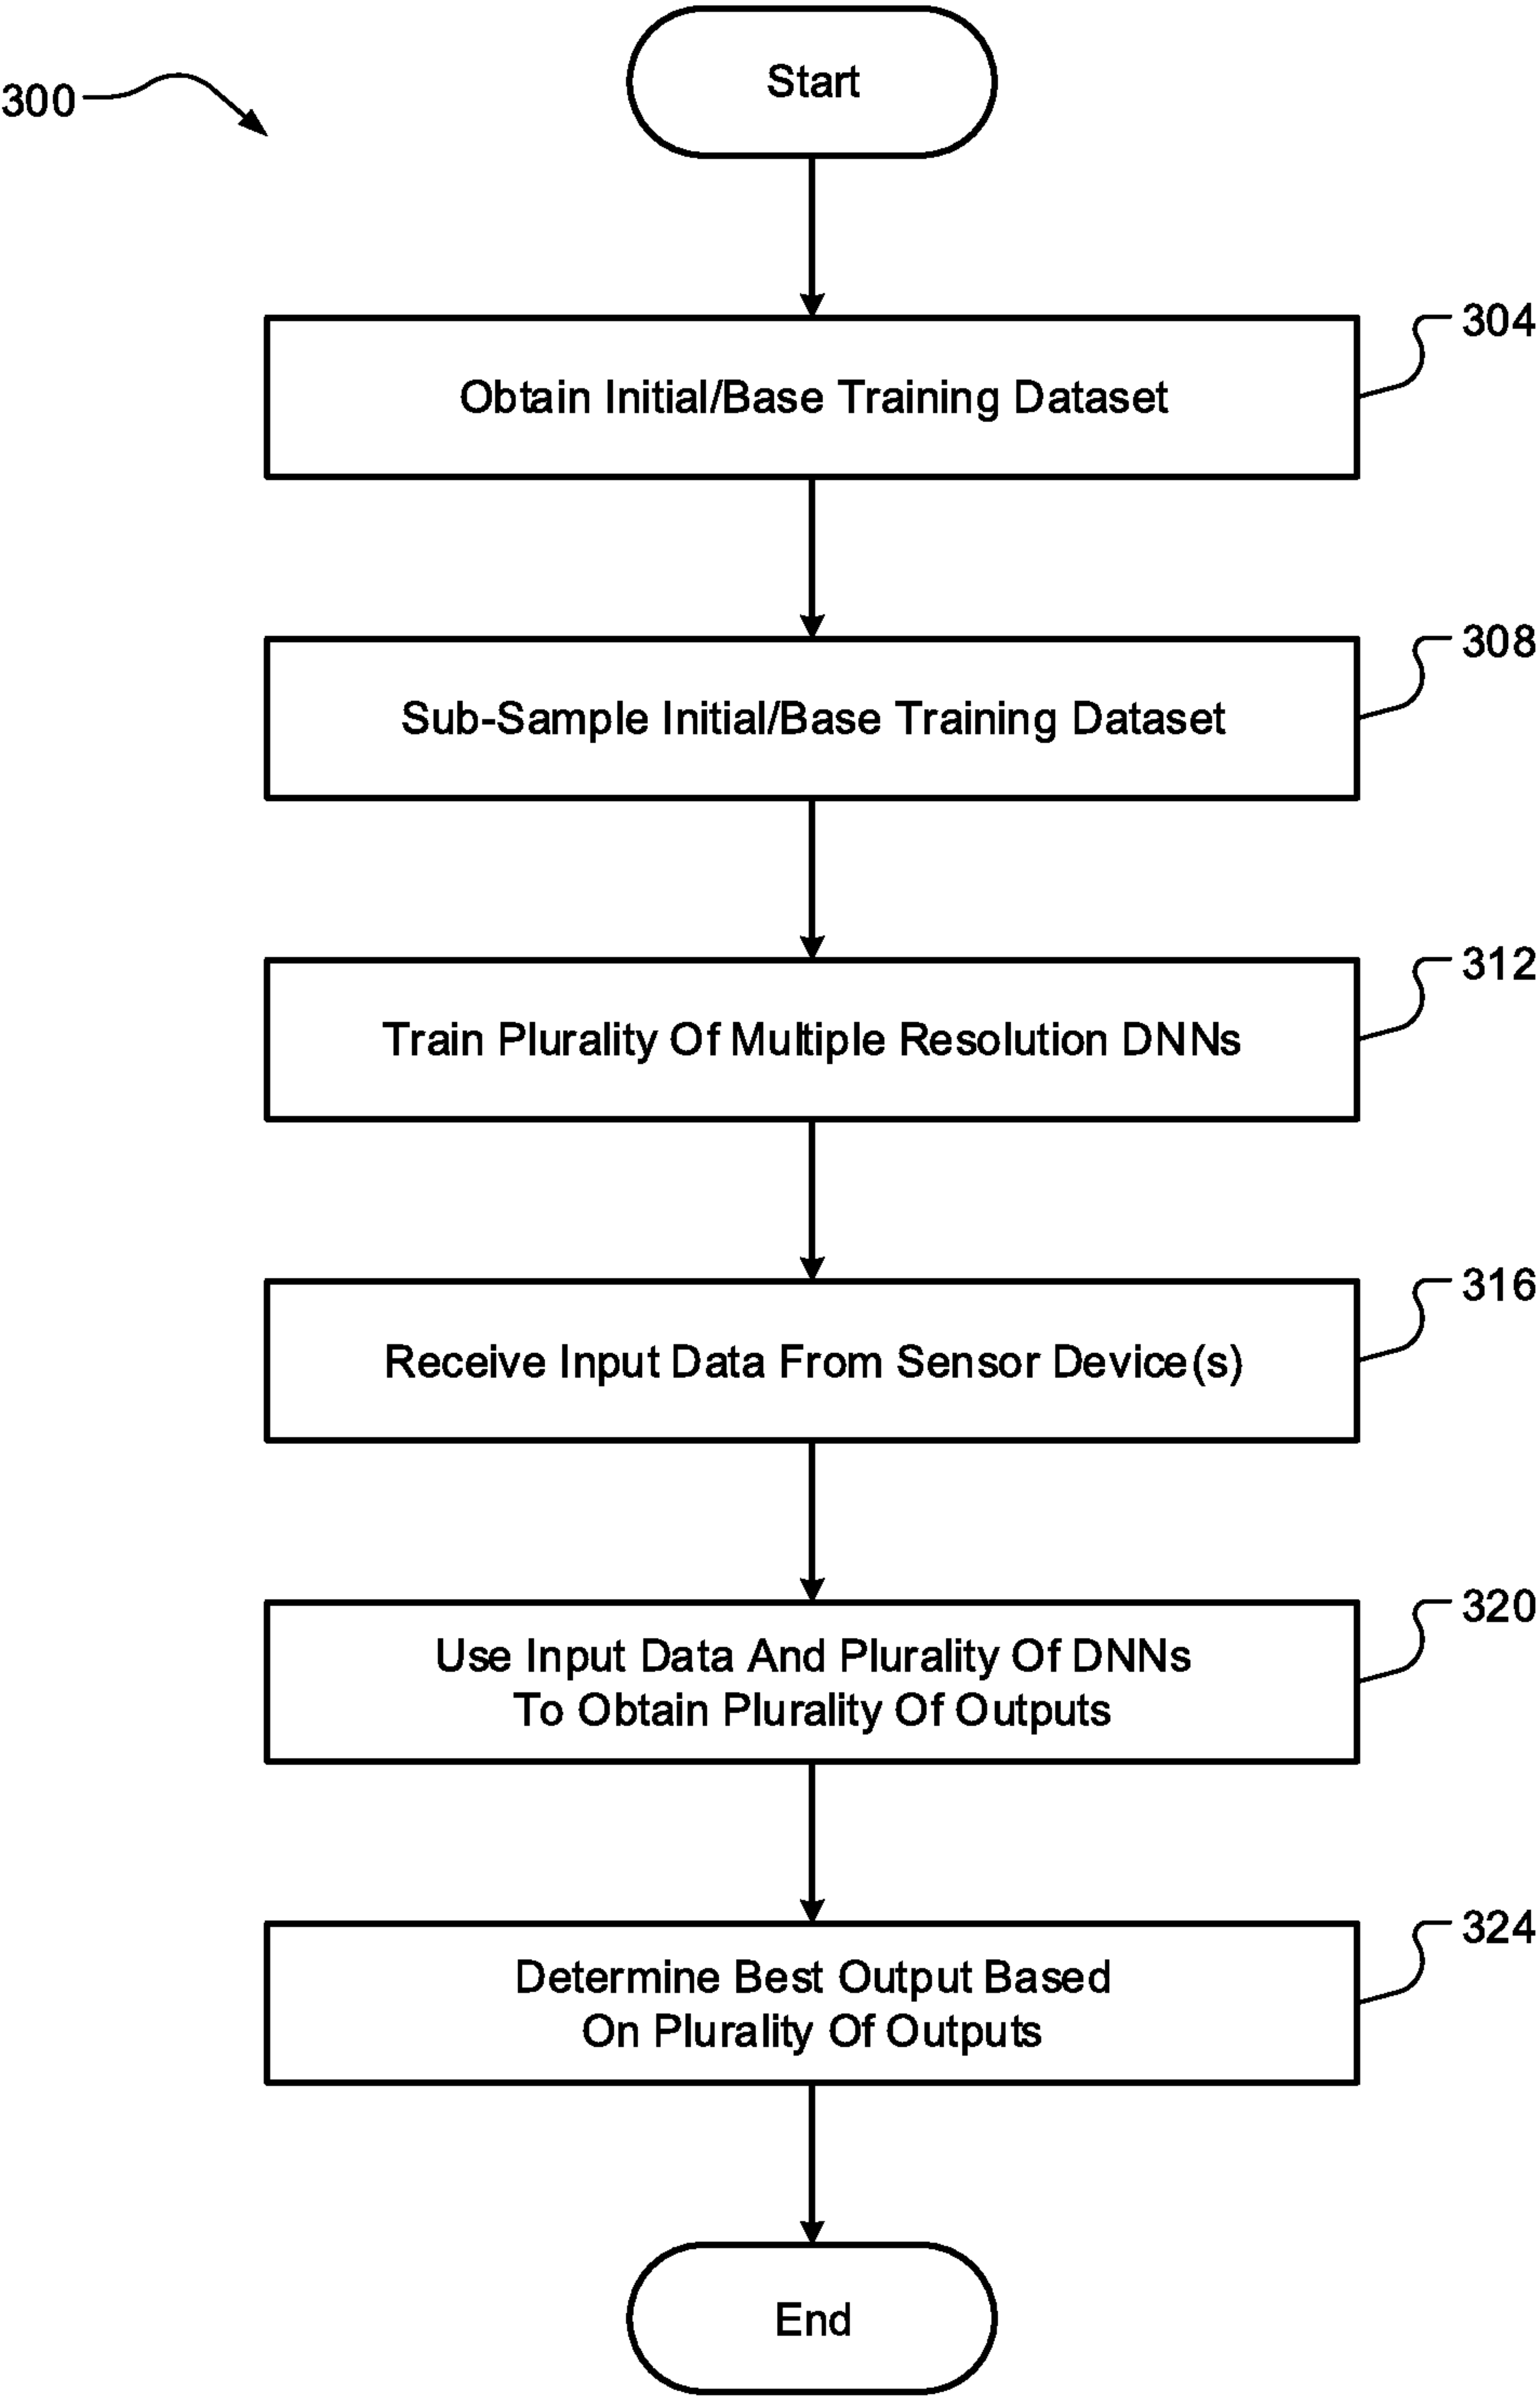 Start
300
304
Obtain Initial/Base Training Dataset
308
Sub-Sample Initial/Base Training Dataset
312
Train Plurality Of Multiple Resolution DNNs
316
Receive Input Data From Sensor Device(s)
320
Use Input Data And Plurality Of DNNs
To Obtain Plurality Of Outputs
324
Determine Best Output Based
On Plurality Of Outputs
End